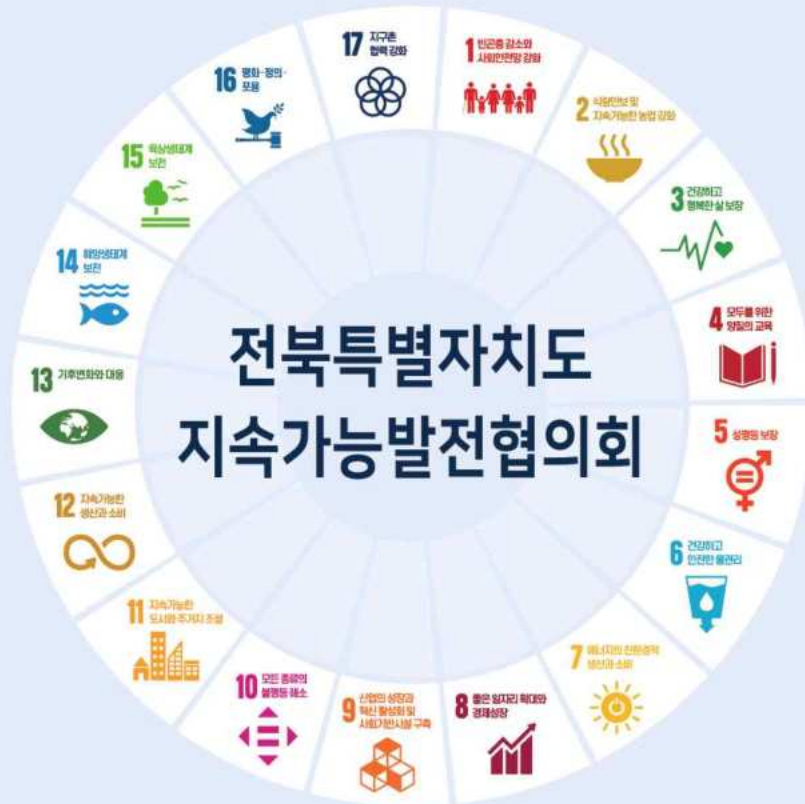 전북특별자치도
지속가능발전협의회
1 빈곤층 감소와
사회안전망 강화
2 식량안보 및
지속가능한 농업 강화
3 건강하고
행복한 삶 보장
4 모두를 위한
양질의 교육
5 성평등 보장
6 건강하고
안전한 물관리
7 에너지의 친환경적
생산과 소비
8 좋은 일자리 확대와
경제성장
9 산업의 성장과
혁신 활성화 및
사회기반시설 구축
10 모든 종류의
불평등 해소
11 지속가능한
도시와 주거지 조성
12 지속가능한
생산과 소비
13 기후변화와 대응
14 해양생태계
보전
15 육상생태계
보전
16 평화·정의·
포용
17 지구촌
협력 강화